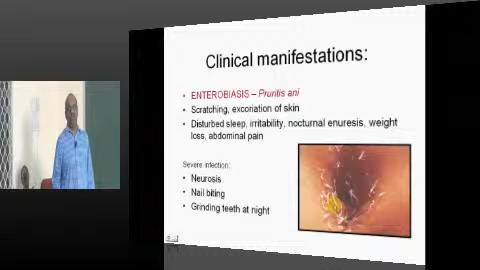 Clinical manifestations:
• ENTEROBIASIS – Pruritis ani
• Scratching, excoriation of skin
• Disturbed sleep, irritability, nocturnal enuresis, weight
loss, abdominal pain
Severe infection:
• Neurosis
• Nail biting
• Grinding teeth at night